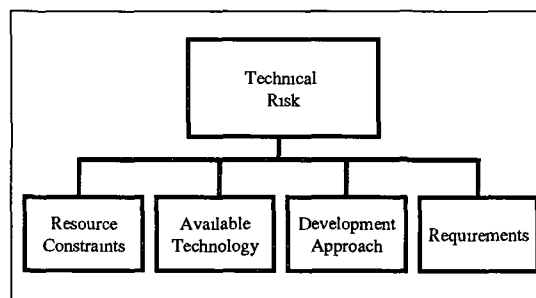 Technical
Risk
Resource
Constraints
Available
Technology
Development
Approach
Requirements